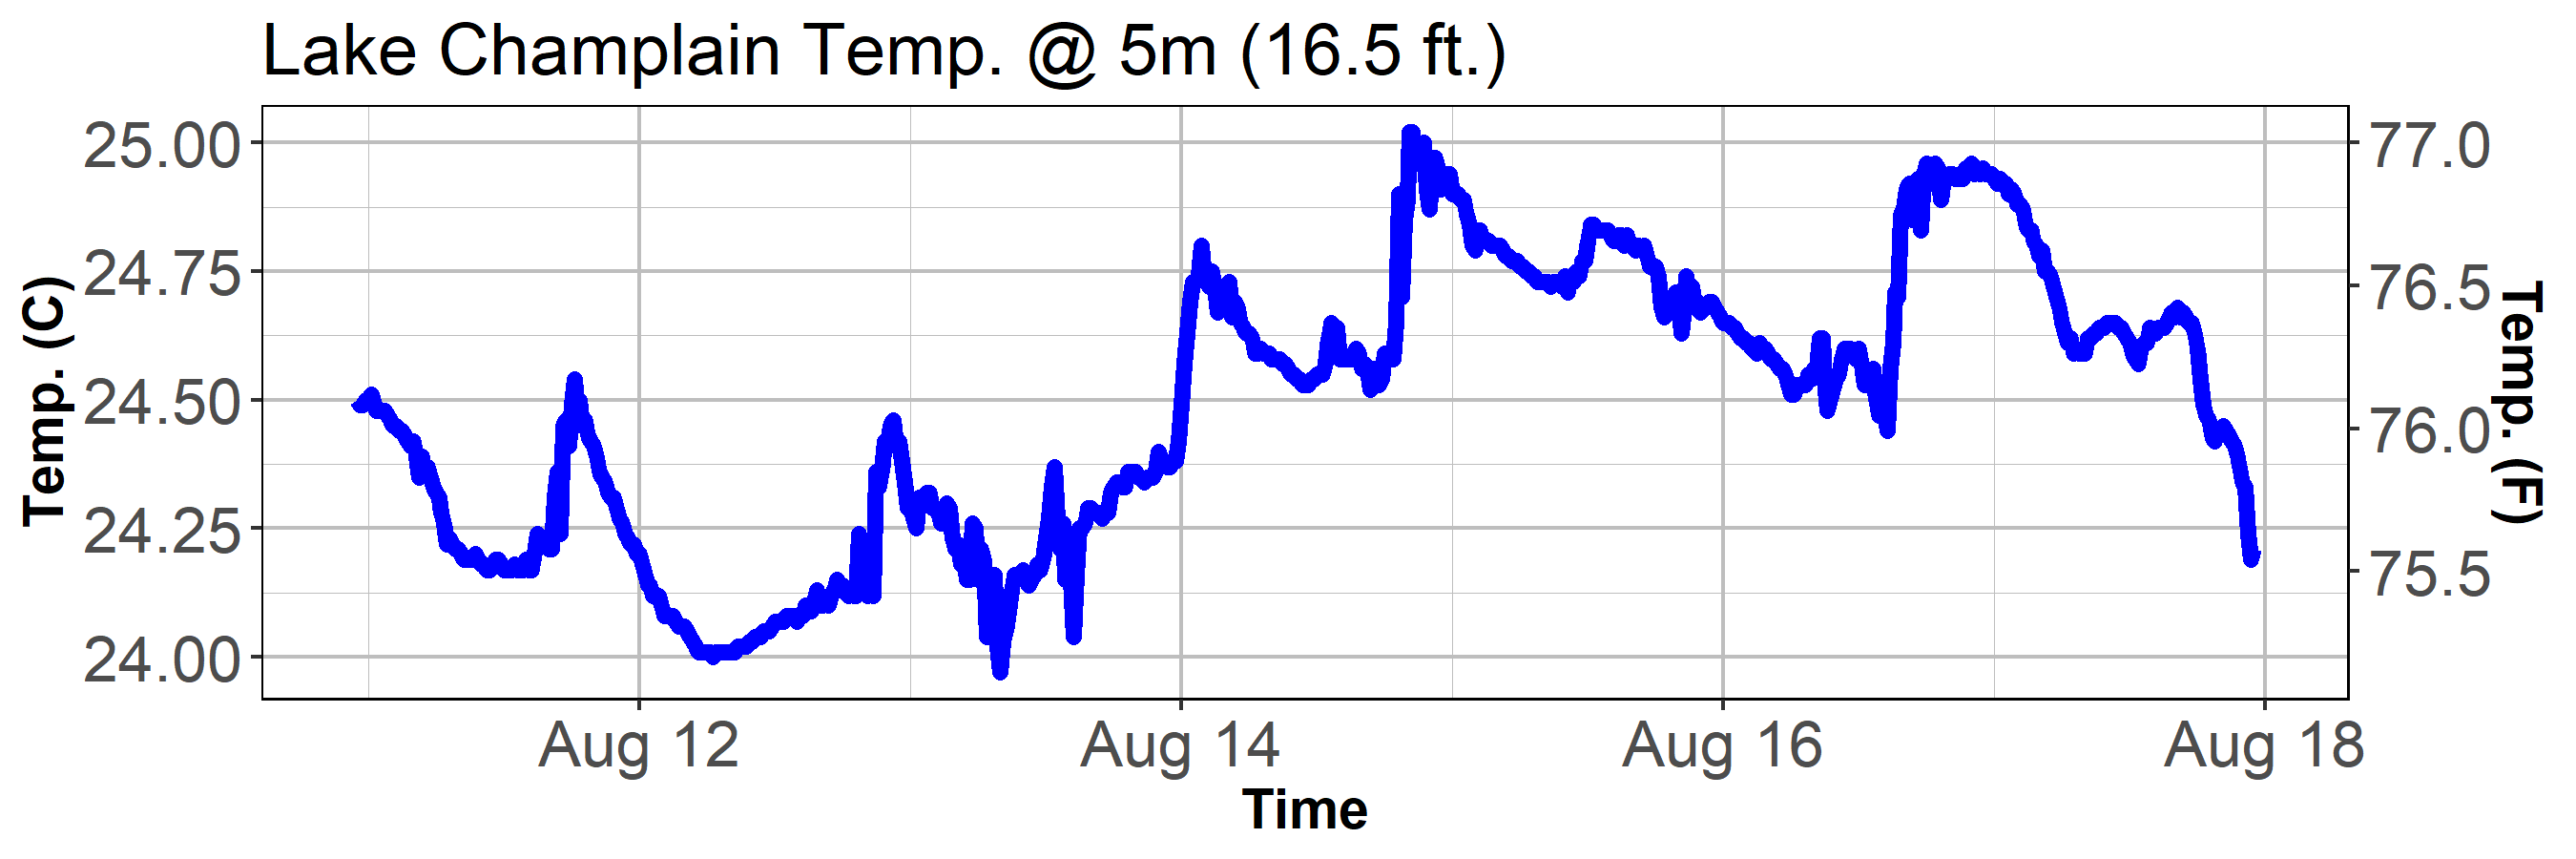 Lake Champlain Temp. @ 5m (16.5 ft.)
Temp. (C)
25.00
24.75
24.50
24.25
24.00
77.0
76.5
76.0
75.5
Temp. (F)
Aug 12
Aug 14
Aug 16
Aug 18
Time